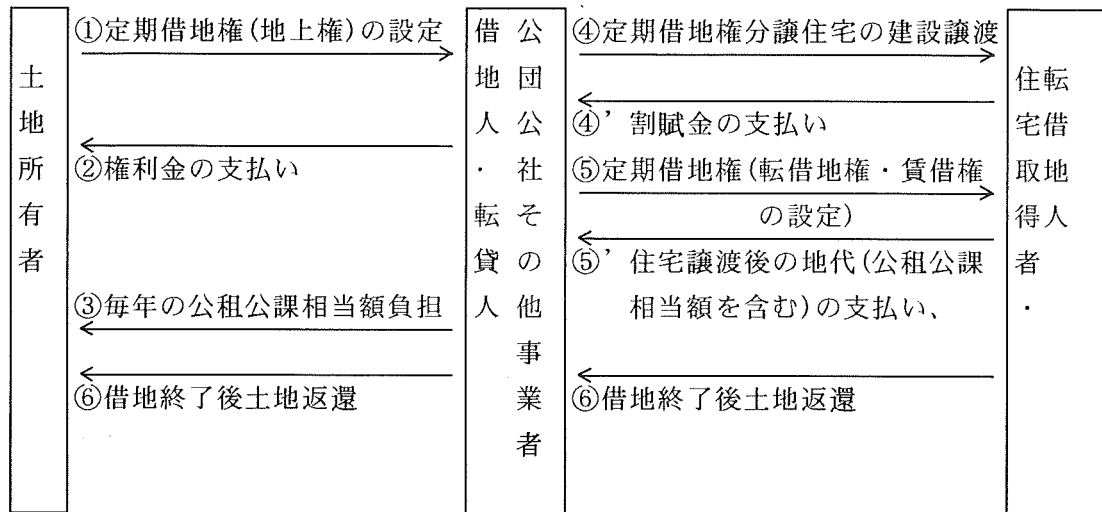 土地所有者
①定期借地権(地上権)の設定
②権利金の支払い
③毎年の公租公課相当額負担
⑥借地終了後土地返還
公団公社その他事業者
借地人・転貸人
④定期借地権分譲住宅の建設譲渡
④’割賦金の支払い
⑤定期借地権(転借地権・賃借権
の設定)
⑤’住宅譲渡後の地代(公租公課
相当額を含む)の支払い、
⑥借地終了後土地返還
転借地人
住宅取得者・